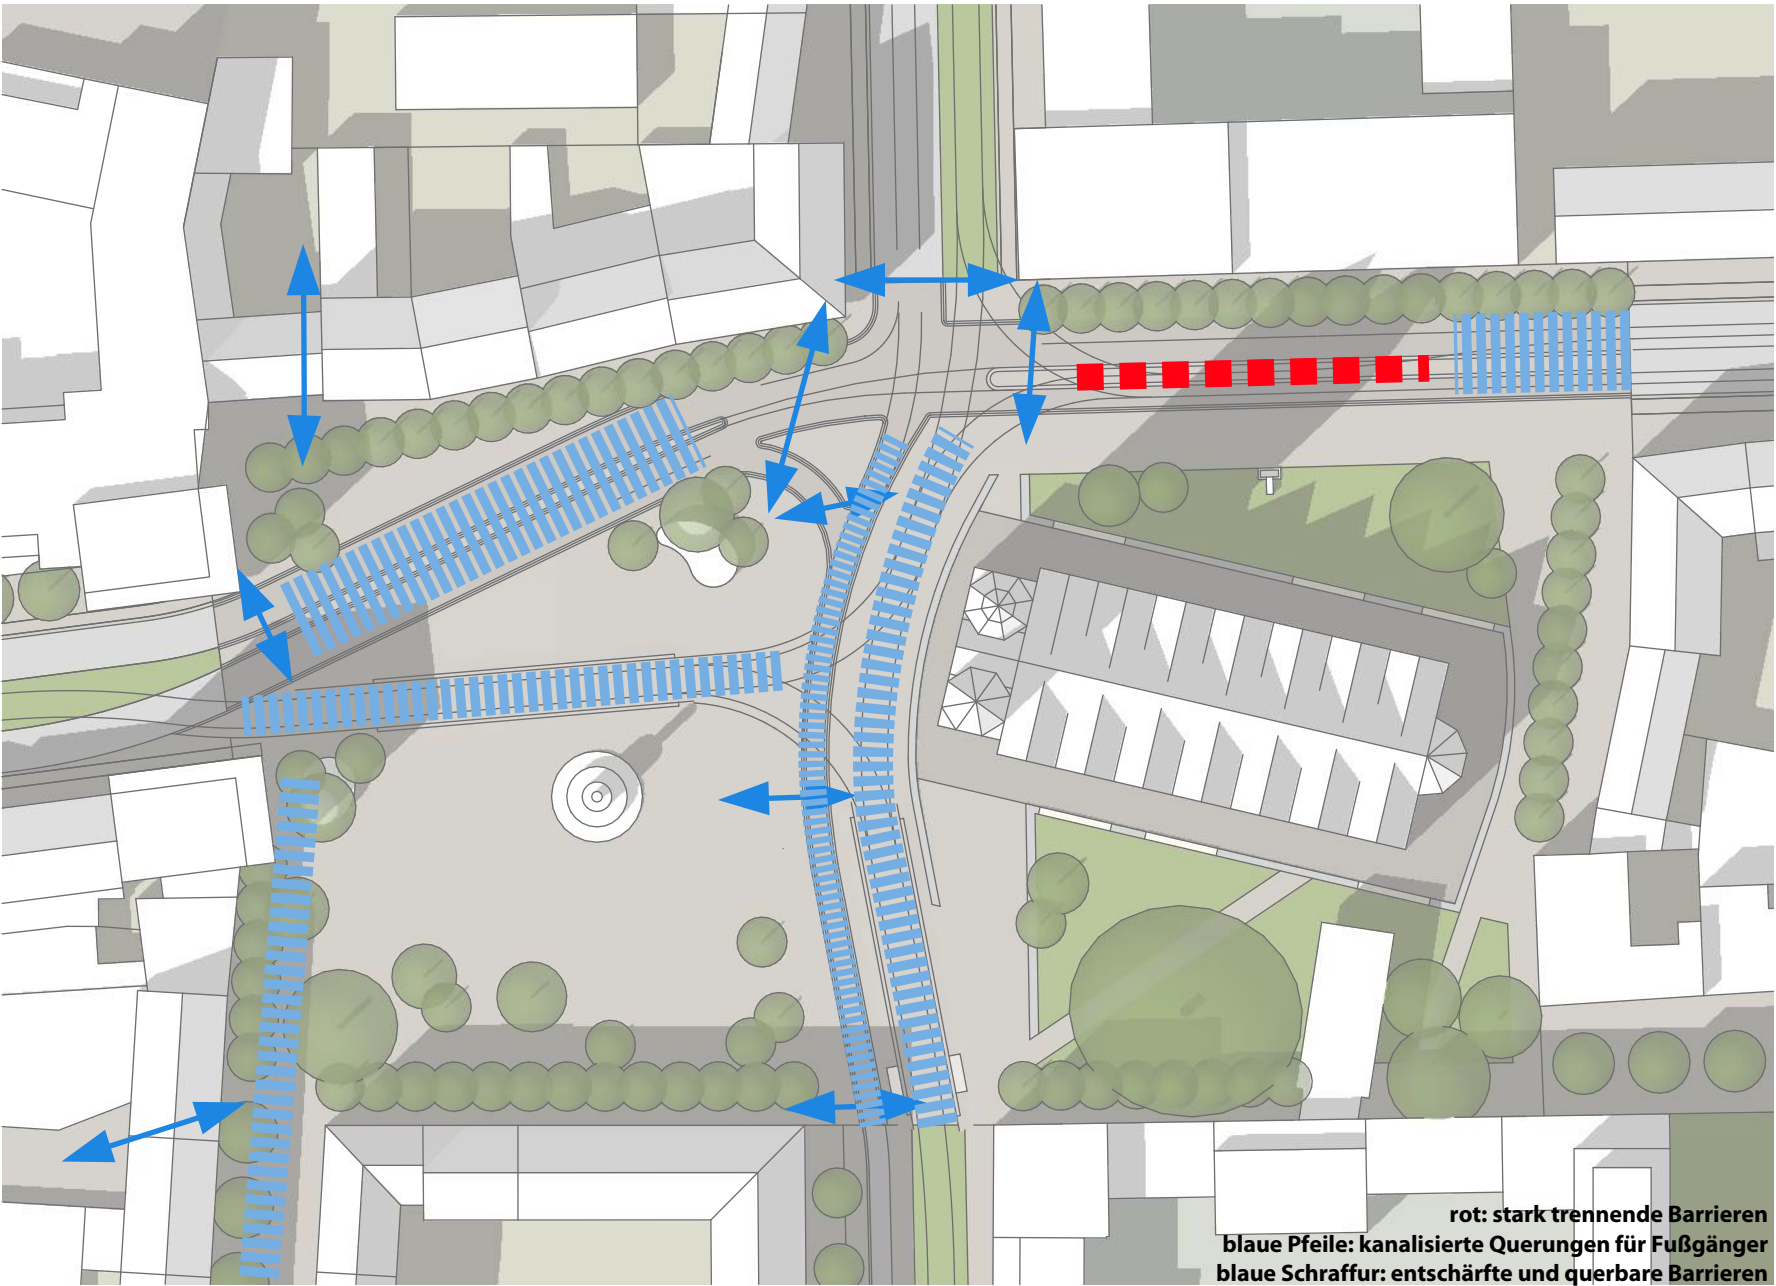 rot: stark trennende Barrieren
blaue Pfeile: kanalisierte Querungen für Fußgänger
blaue Schraffur: entschärfte und querbare Barrieren